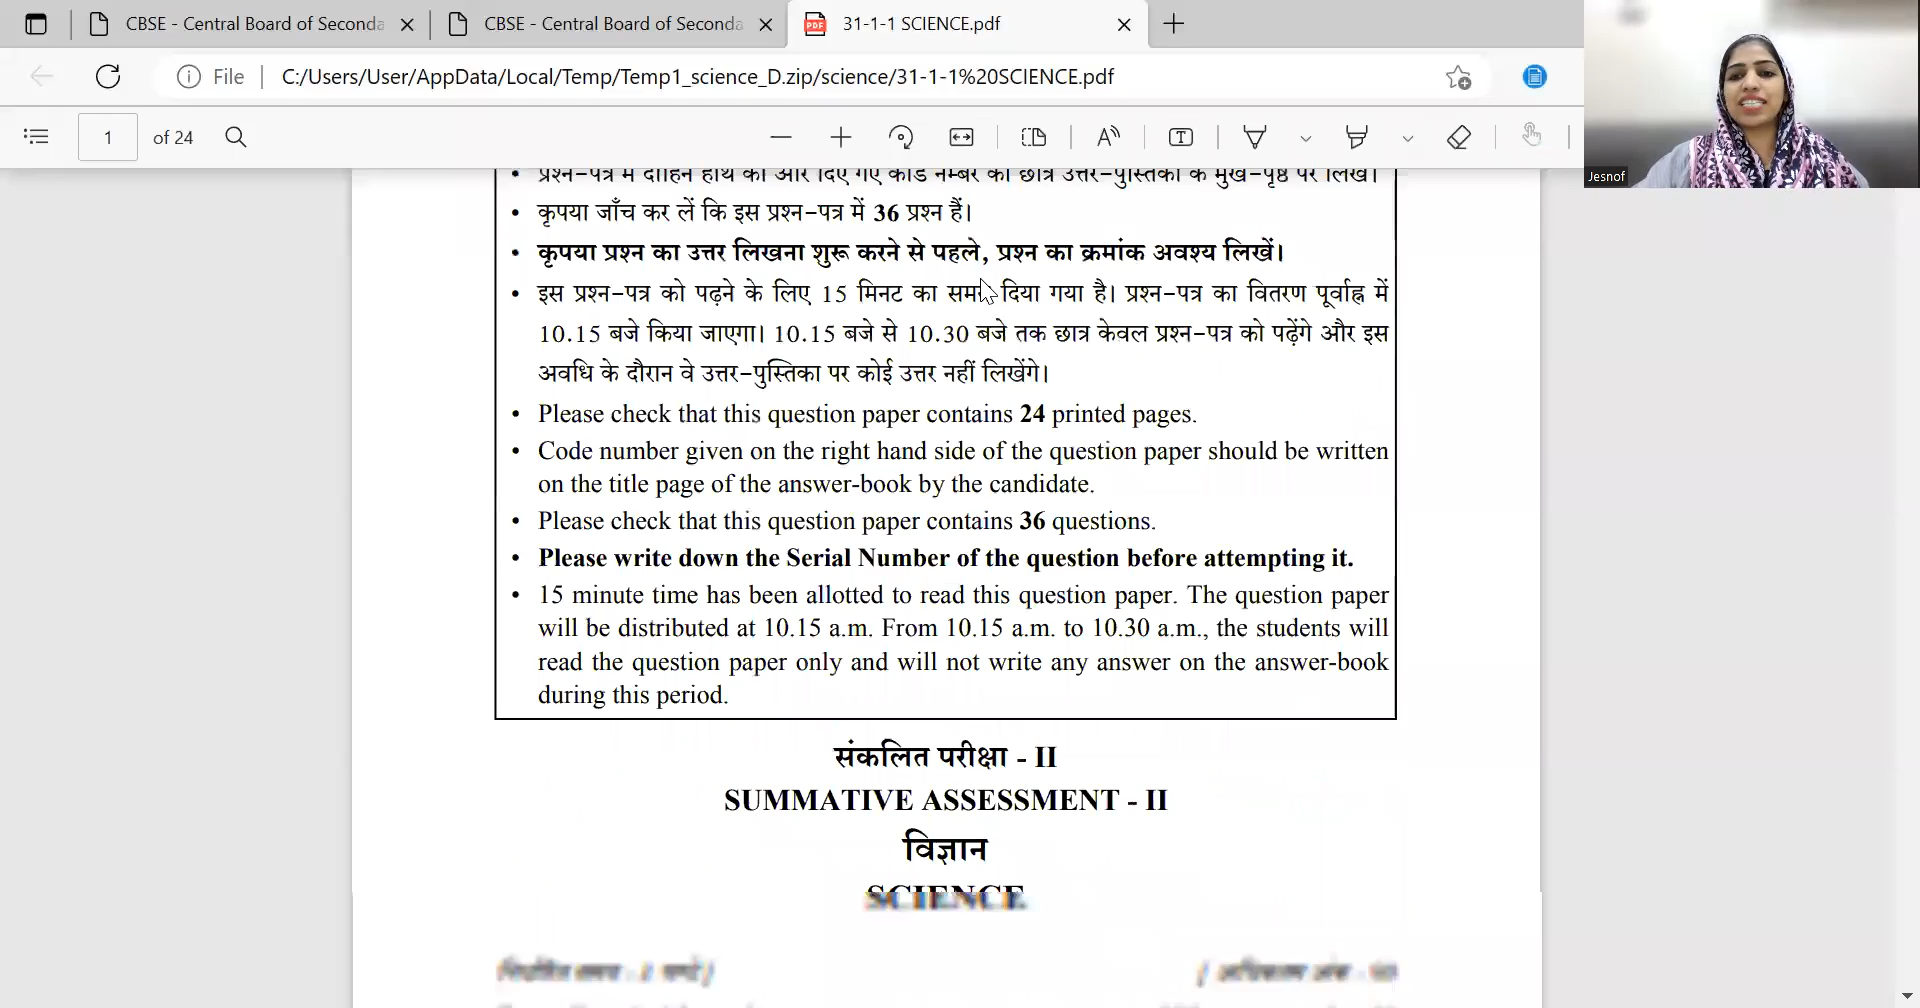 CBSE - Central Board of Seconda
CBSE - Central Board of Seconda
31-1-1 SCIENCE.pdf
File
C:/Users/User/AppData/Local/Temp/Temp1_science_D.zip/science/31-1-1%20SCIENCE.pdf
1 of 24
Jesnof
• प्रश्न-पत्र में दाहिने हाथ की ओर दिए गए कोड नम्बर को छात्र उत्तर-पुस्तिका के मुख-पृष्ठ पर लिखें।
• कृपया जाँच कर लें कि इस प्रश्न-पत्र में 36 प्रश्न हैं।
• कृपया प्रश्न का उत्तर लिखना शुरू करने से पहले, प्रश्न का क्रमांक अवश्य लिखें।
• इस प्रश्न-पत्र को पढ़ने के लिए 15 मिनट का समय दिया गया है। प्रश्न-पत्र का वितरण पूर्वाह्न में
10.15 बजे किया जाएगा। 10.15 बजे से 10.30 बजे तक छात्र केवल प्रश्न-पत्र को पढ़ेंगे और इस
अवधि के दौरान वे उत्तर-पुस्तिका पर कोई उत्तर नहीं लिखेंगे।
• Please check that this question paper contains 24 printed pages.
• Code number given on the right hand side of the question paper should be written
on the title page of the answer-book by the candidate.
• Please check that this question paper contains 36 questions.
• Please write down the Serial Number of the question before attempting it.
• 15 minute time has been allotted to read this question paper. The question paper
will be distributed at 10.15 a.m. From 10.15 a.m. to 10.30 a.m., the students will
read the question paper only and will not write any answer on the answer-book
during this period.
संकलित परीक्षा - II
SUMMATIVE ASSESSMENT - II
विज्ञान
SCIENCE